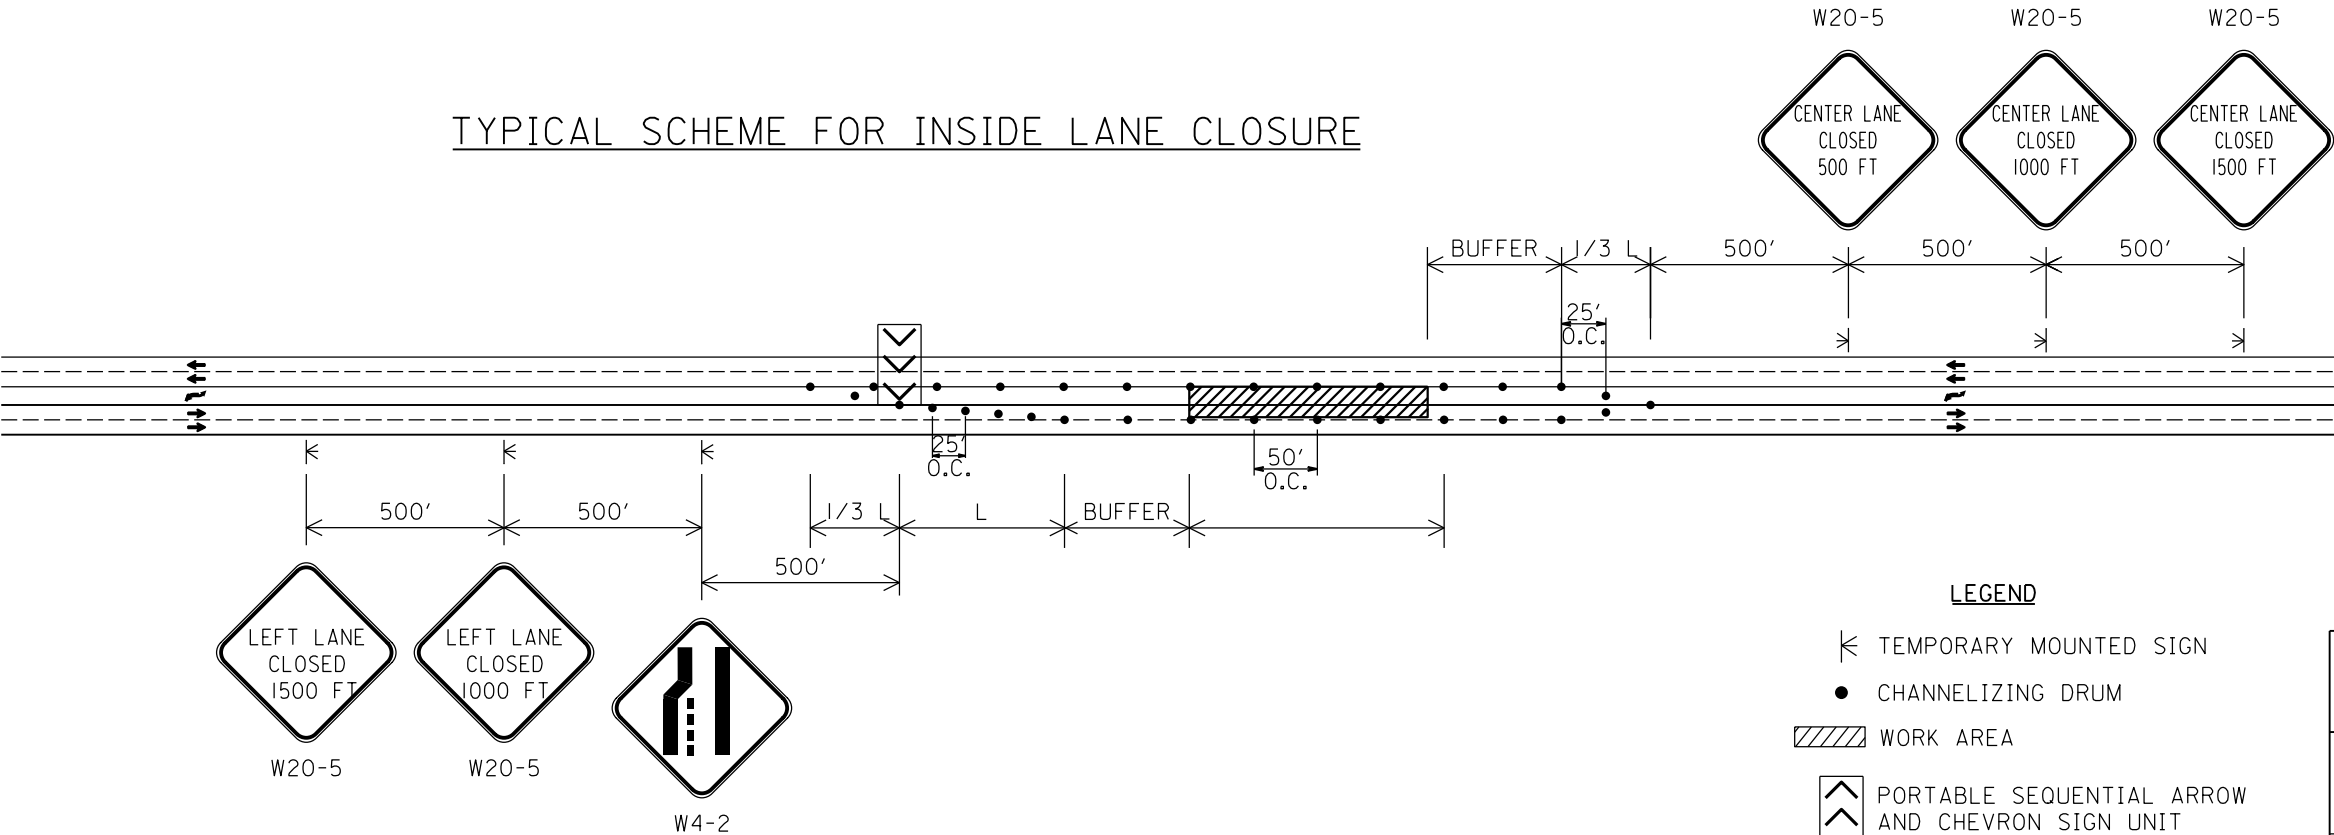 W20-5
W20-5
W20-5
CENTER LANE
CLOSED
500 FT
CENTER LANE
CLOSED
1000 FT
CENTER LANE
CLOSED
1500 FT
TYPICAL SCHEME FOR INSIDE LANE CLOSURE
BUFFER
1/3 L
500'
500'
500'
25'
O.C.
25'
O.C.
50'
O.C.
500'
500'
1/3 L
L
BUFFER
500'
LEFT LANE
CLOSED
1500 FT
LEFT LANE
CLOSED
1000 FT
W20-5
W20-5
W4-2
LEGEND
TEMPORARY MOUNTED SIGN
CHANNELIZING DRUM
WORK AREA
PORTABLE SEQUENTIAL ARROW
AND CHEVRON SIGN UNIT